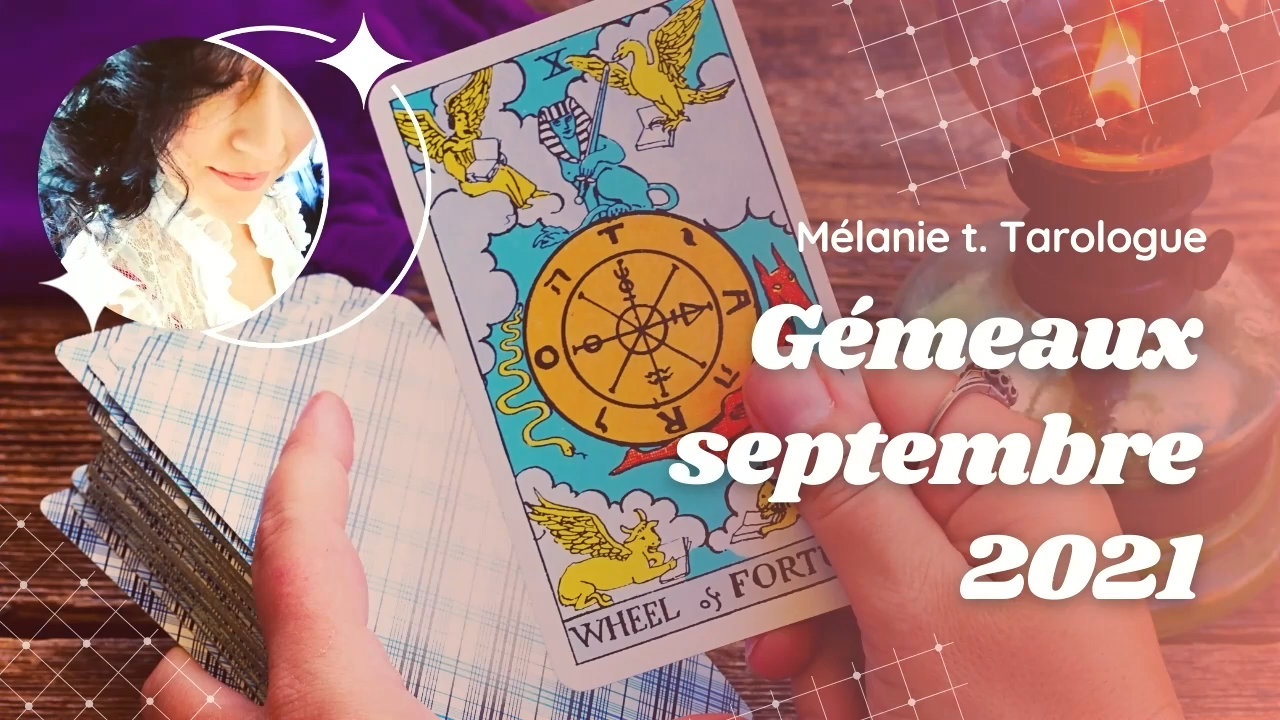 X
T
A
R
O
WHEEL of FORTU
Mélanie t. Tarologue
Gémeaux
septembre
2021